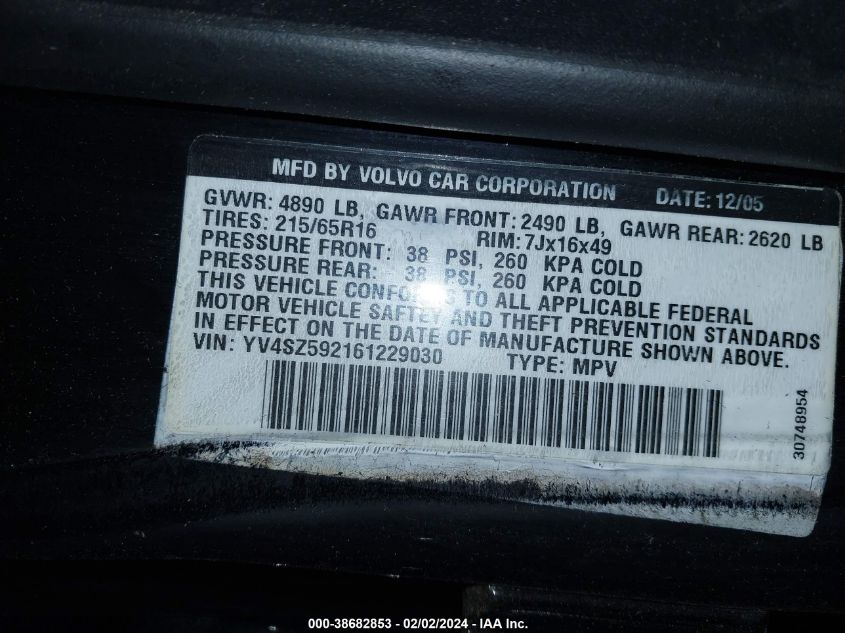 MFD BY VOLVO CAR CORPORATION DATE: 12/05
GVWR: 4890 LB, GAWR FRONT: 2490 LB, GAWR REAR: 2620 LB
TIRES: 215/65R16 RIM: 7Jx16x49
PRESSURE FRONT: 38 PSI, 260 KPA COLD
PRESSURE REAR: 38 PSI, 260 KPA COLD
THIS VEHICLE CONFORMS TO ALL APPLICABLE FEDERAL
MOTOR VEHICLE SAFTEY AND THEFT PREVENTION STANDARDS
IN EFFECT ON THE DATE OF MANUFACTURE SHOWN ABOVE.
VIN: YV4SZ592161229030 TYPE: MPV
30748954
000-38682853 - 02/02/2024 - IAA Inc.